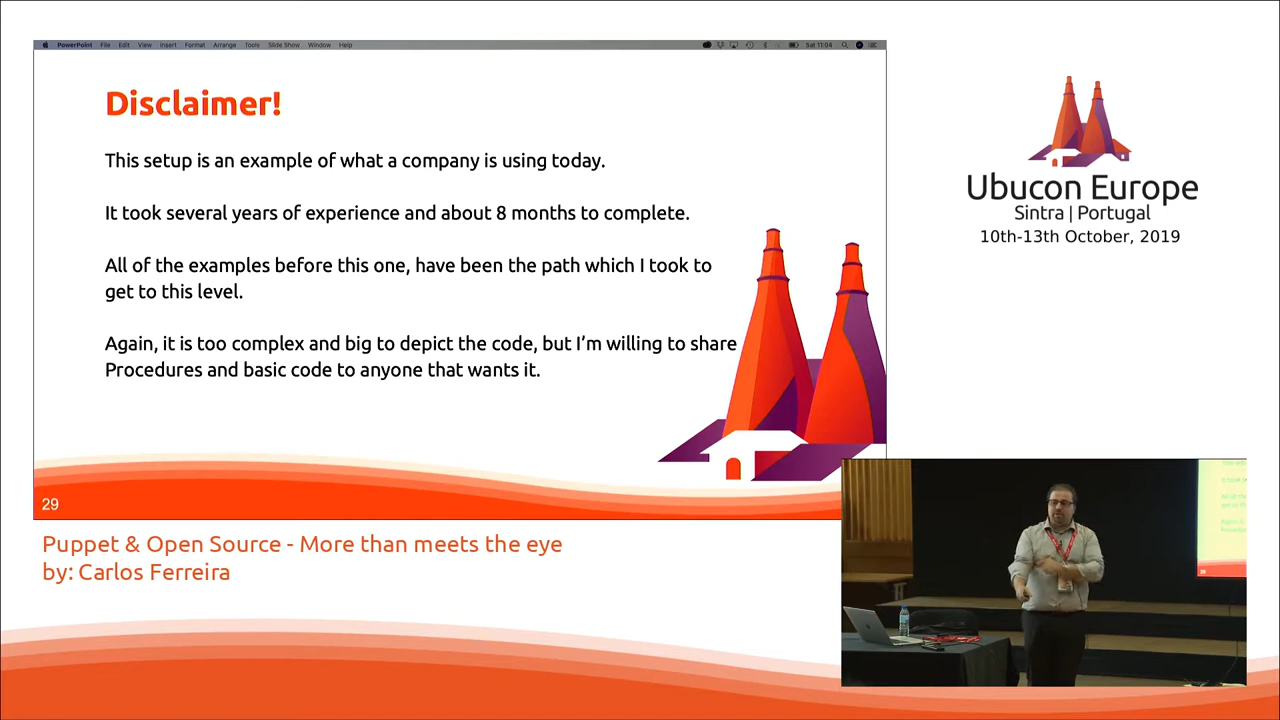 PowerPoint File Edit View Insert Format Arrange Tools Slide Show Window Help Sat 11:04
Disclaimer!
This setup is an example of what a company is using today.
It took several years of experience and about 8 months to complete.
All of the examples before this one, have been the path which I took to
get to this level.
Again, it is too complex and big to depict the code, but I'm willing to share
Procedures and basic code to anyone that wants it.
29
Ubucon Europe
Sintra | Portugal
10th-13th October, 2019
Puppet & Open Source - More than meets the eye
by: Carlos Ferreira